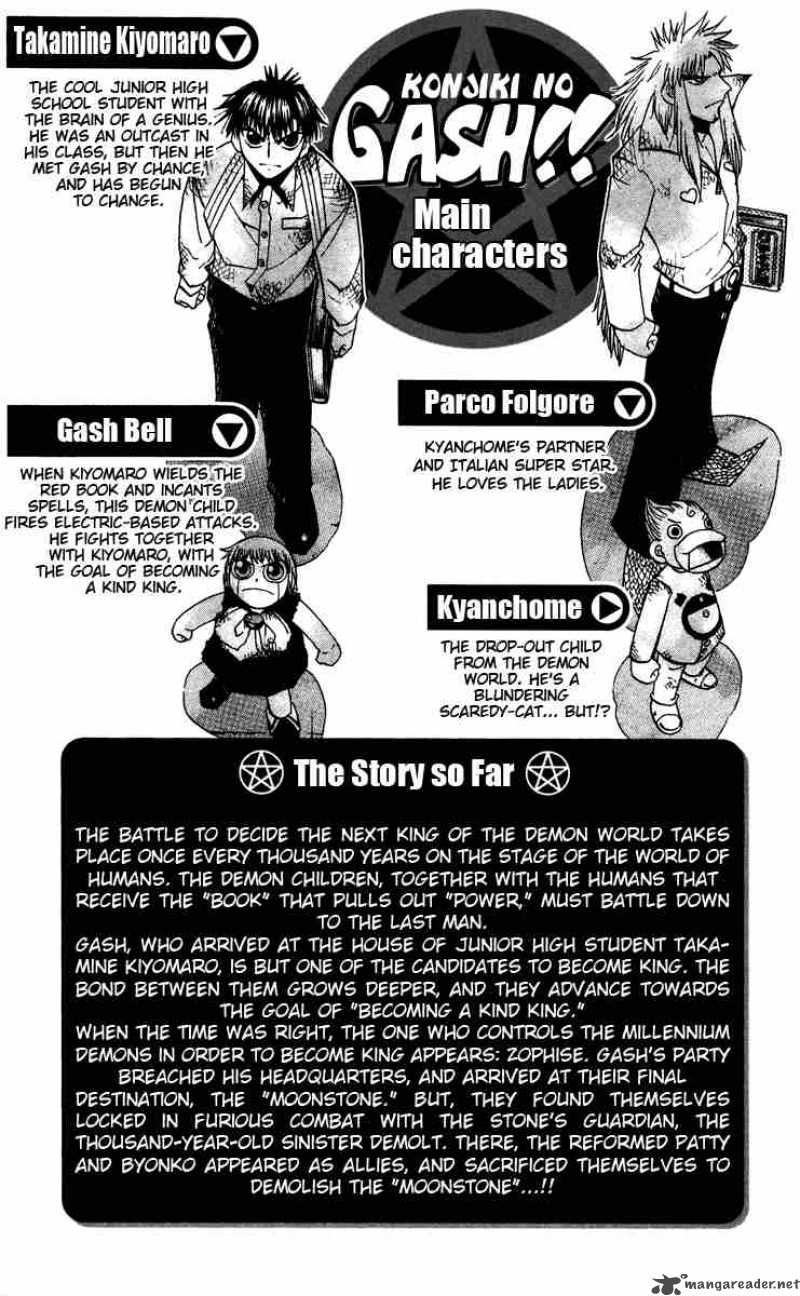 Takamine Kiyomaro
THE COOL JUNIOR HIGH
SCHOOL STUDENT WITH
THE BRAIN OF A GENIUS.
HE WAS AN OUTCAST IN
HIS CLASS, BUT THEN HE
MET GASH BY CHANCE,
AND HAS BEGUN
TO CHANGE.
KONJIKI NO
GASH!!
Main
characters
Gash Bell
WHEN KIYOMARO WIELDS THE
RED BOOK AND INCANTS
SPELLS, THIS DEMON CHILD
FIRES ELECTRIC-BASED ATTACKS.
HE FIGHTS TOGETHER
WITH KIYOMARO, WITH
THE GOAL OF BECOMING
A KIND KING.
Parco Folgore
KYANCHOME'S PARTNER
AND ITALIAN SUPER STAR.
HE LOVES THE LADIES.
Kyanchome
THE DROP-OUT CHILD
FROM THE DEMON
WORLD. HE'S A
BLUNDERING
SCAREDY-CAT... BUT!?
The Story so Far
THE BATTLE TO DECIDE THE NEXT KING OF THE DEMON WORLD TAKES
PLACE ONCE EVERY THOUSAND YEARS ON THE STAGE OF THE WORLD OF
HUMANS. THE DEMON CHILDREN, TOGETHER WITH THE HUMANS THAT
RECEIVE THE "BOOK" THAT PULLS OUT "POWER," MUST BATTLE DOWN
TO THE LAST MAN.
GASH, WHO ARRIVED AT THE HOUSE OF JUNIOR HIGH STUDENT TAKA-
MINE KIYOMARO, IS BUT ONE OF THE CANDIDATES TO BECOME KING. THE
BOND BETWEEN THEM GROWS DEEPER, AND THEY ADVANCE TOWARDS
THE GOAL OF "BECOMING A KIND KING."
WHEN THE TIME WAS RIGHT, THE ONE WHO CONTROLS THE MILLENNIUM
DEMONS IN ORDER TO BECOME KING APPEARS: ZOPHISE. GASH'S PARTY
BREACHED HIS HEADQUARTERS, AND ARRIVED AT THEIR FINAL
DESTINATION, THE "MOONSTONE." BUT, THEY FOUND THEMSELVES
LOCKED IN FURIOUS COMBAT WITH THE STONE'S GUARDIAN, THE
THOUSAND-YEAR-OLD SINISTER DEMOLT. THERE, THE REFORMED PATTY
AND BYONKO APPEARED AS ALLIES, AND SACRIFICED THEMSELVES TO
DEMOLISH THE "MOONSTONE"...!!
mangareader.net